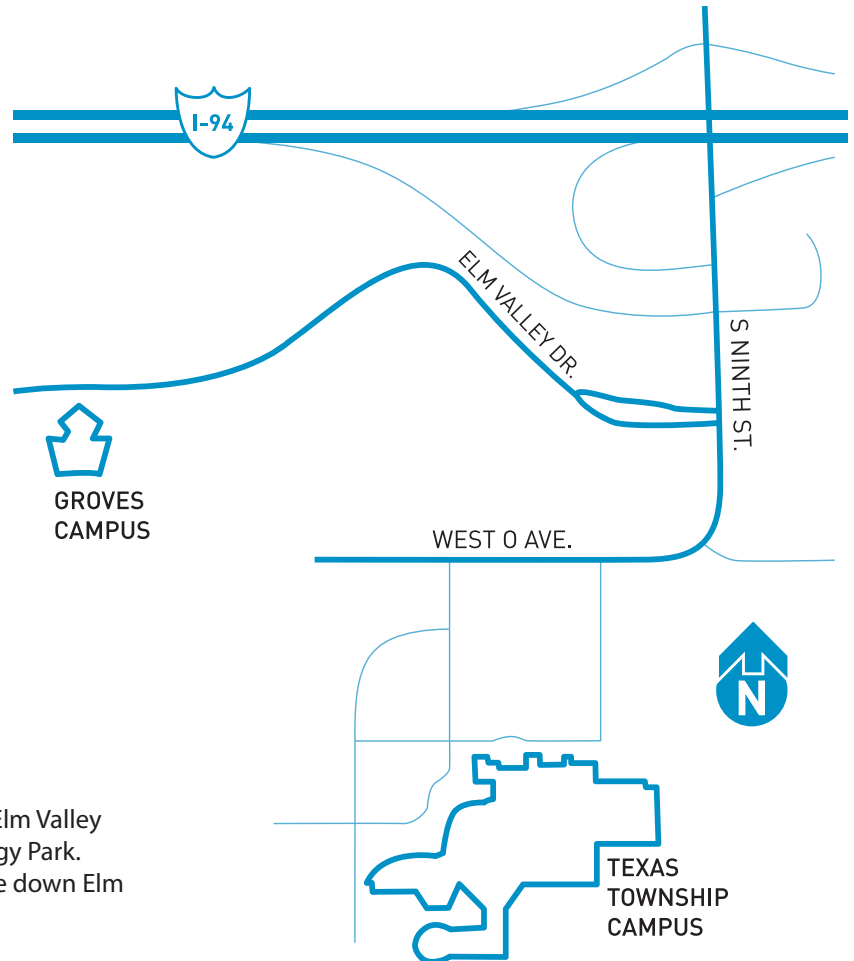 I-94
ELM VALLEY DR.
S NINTH ST.
GROVES
CAMPUS
WEST O AVE.
N
Elm Valley
gy Park.
e down Elm
TEXAS
TOWNSHIP
CAMPUS